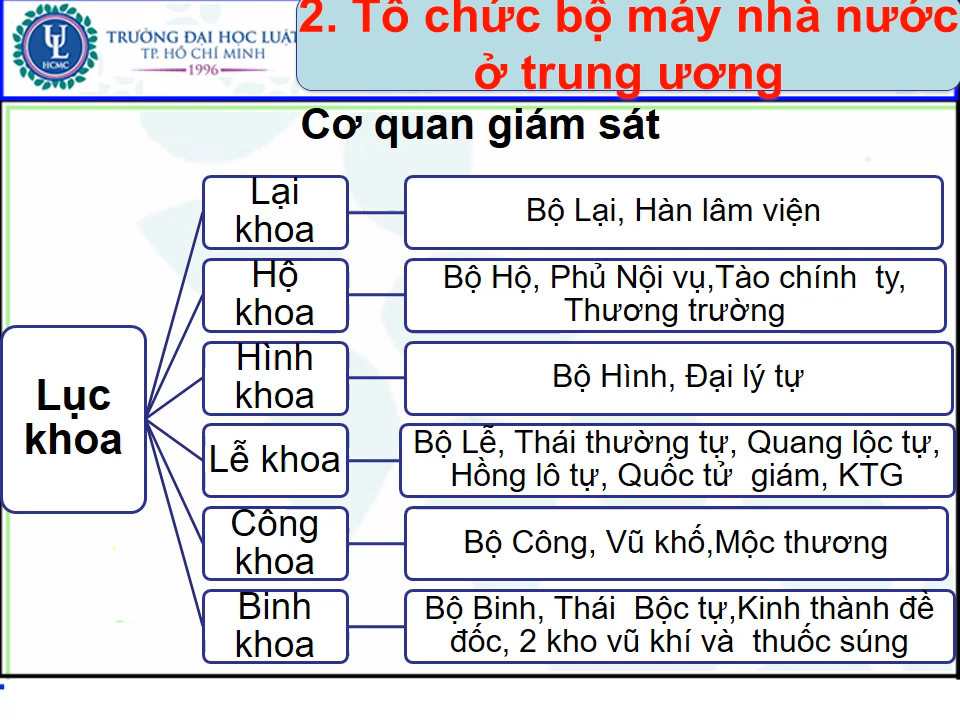 TRƯỜNG ĐẠI HỌC LUẬT
TP. HỒ CHÍ MINH
1996
HCMC
2. Tổ chức bộ máy nhà nước
ở trung ương
Cơ quan giám sát
Lục
khoa
Lại
khoa
Bộ Lại, Hàn lâm viện
Hộ
khoa
Bộ Hộ, Phủ Nội vụ,Tào chính ty,
Thương trường
Hình
khoa
Bộ Hình, Đại lý tự
Lễ khoa
Bộ Lễ, Thái thường tự, Quang lộc tự,
Hồng lô tự, Quốc tử giám, KTG
Công
khoa
Bộ Công, Vũ khố,Mộc thương
Binh
khoa
Bộ Binh, Thái Bộc tự,Kinh thành đề
đốc, 2 kho vũ khí và thuốc súng